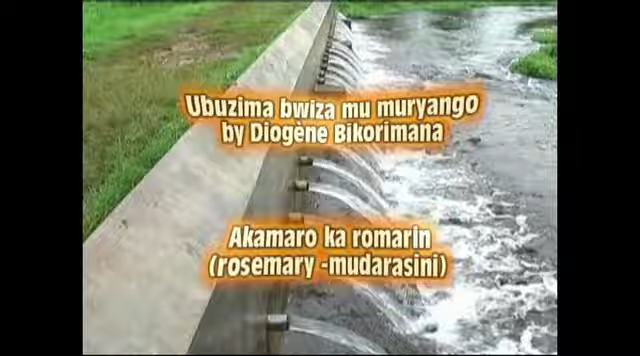 Ubuzima bwiza mu muryango
by Diogène Bikorimana
Akamaro ka romarin
(rosemary -mudarasini)